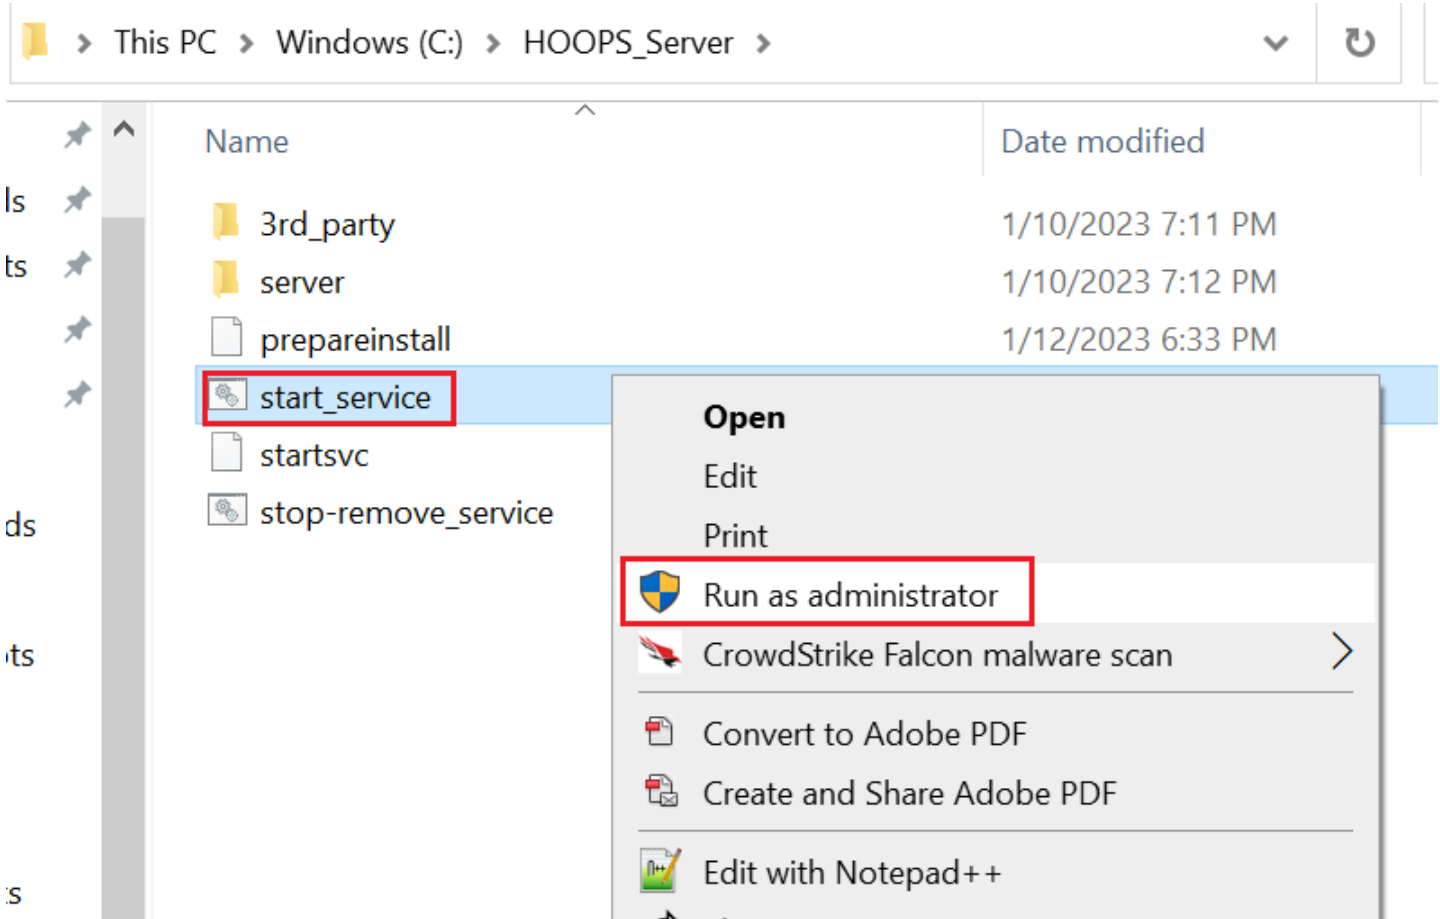 This PC > Windows (C:) > HOOPS_Server >
Name Date modified
3rd_party 1/10/2023 7:11 PM
server 1/10/2023 7:12 PM
prepareinstall 1/12/2023 6:33 PM
start_service
startsvc
stop-remove_service
Open
Edit
Print
Run as administrator
CrowdStrike Falcon malware scan
Convert to Adobe PDF
Create and Share Adobe PDF
Edit with Notepad++